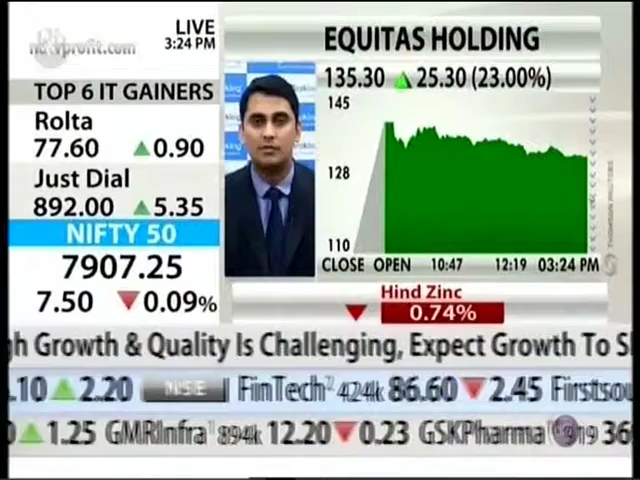 ndtvprofit.com
LIVE
3:24 PM
TOP 6 IT GAINERS
Rolta
77.60 ▲ 0.90
Just Dial
892.00 ▲ 5.35
NIFTY 50
7907.25
7.50 ▼ 0.09%
EQUITAS HOLDING
135.30 ▲ 25.30 (23.00%)
145
128
110
CLOSE OPEN 10:47 12:19 03:24 PM
Hind Zinc
▼ 0.74%
gh Growth & Quality Is Challenging, Expect Growth To S
.10 ▲ 2.20 NSE FinTech 424k 86.60 ▼ 2.45 Firstsou
▲ 1.25 GMRInfra 894k 12.20 ▼ 0.23 GSKPharma 919 36